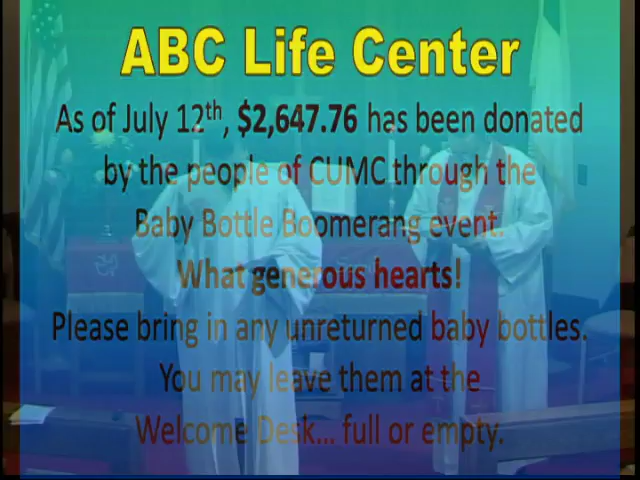 ABC Life Center
As of July 12th, $2,647.76 has been donated
by the people of CUMC through the
Baby Bottle Boomerang event.
What generous hearts!
Please bring in any unreturned baby bottles.
You may leave them at the
Welcome Desk... full or empty.